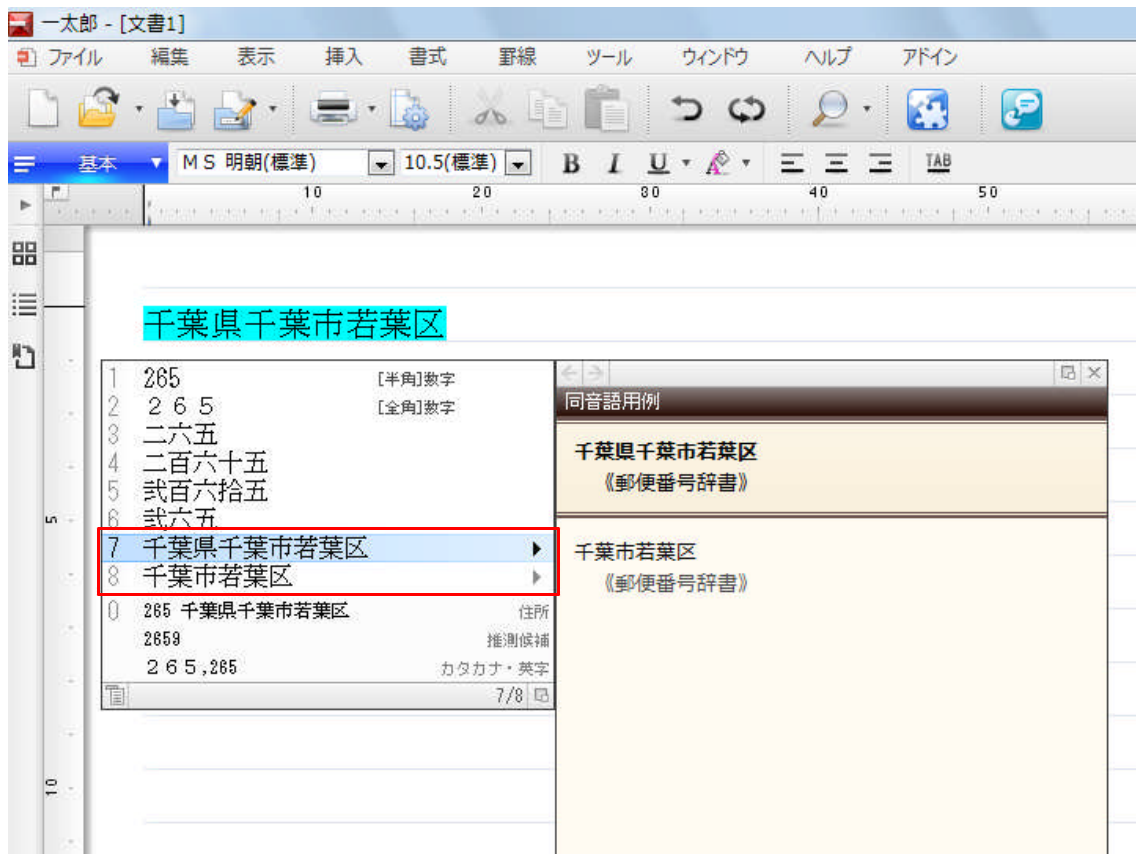 一太郎 - [文書1]
ファイル 編集 表示 挿入 書式 罫線 ツール ウィンドウ ヘルプ アドイン
基本 ＭＳ 明朝(標準) 10.5(標準) B I U TAB
10 20 30 40 50
千葉県千葉市若葉区
1 265 [半角]数字
2 ２６５ [全角]数字
3 二六五
4 二百六十五
5 弐百六拾五
6 弐六五
7 千葉県千葉市若葉区
8 千葉市若葉区
0 265 千葉県千葉市若葉区 住所
2659 推測候補
２６５,265 カタカナ・英字
7/8
同音語用例
千葉県千葉市若葉区
《郵便番号辞書》
千葉市若葉区
《郵便番号辞書》
5
10